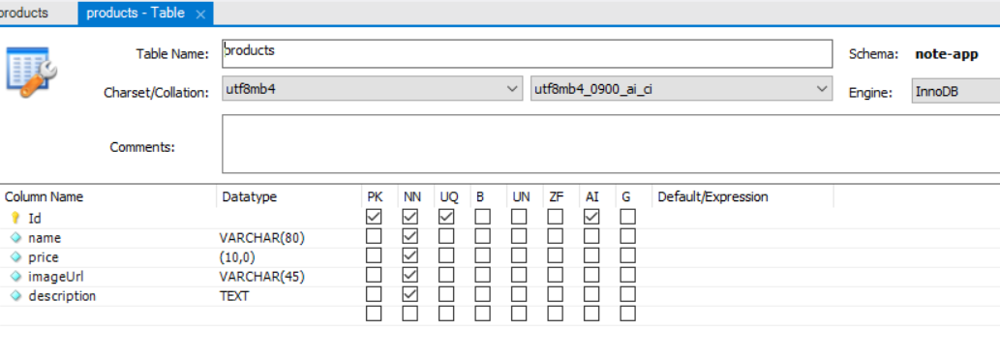 products products - Table ×
Table Name: products Schema: note-app
Charset/Collation: utf8mb4 utf8mb4_0900_ai_ci Engine: InnoDB
Comments:
Column Name Datatype PK NN UQ B UN ZF AI G Default/Expression
Id
name VARCHAR(80)
price (10,0)
imageUrl VARCHAR(45)
description TEXT